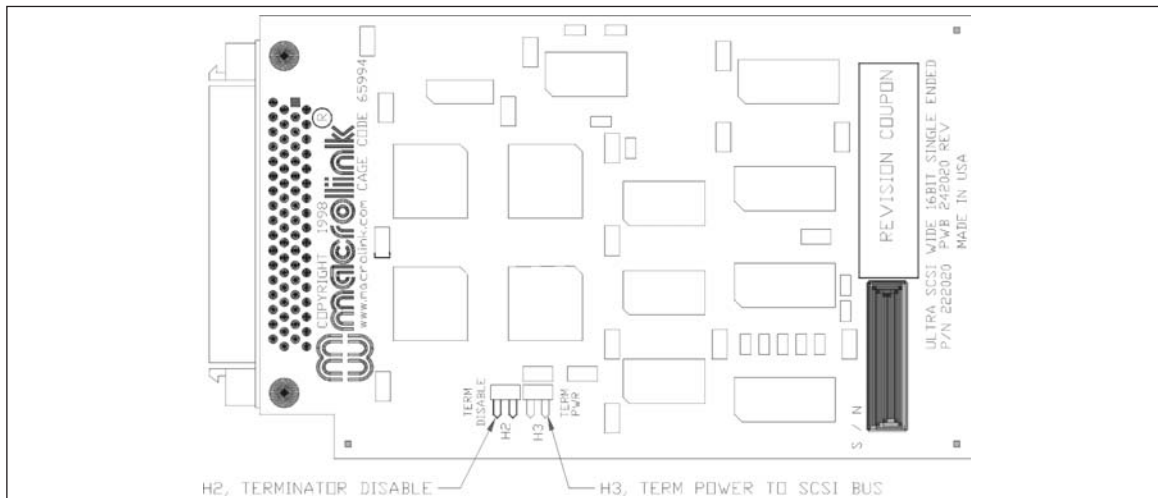 COPYRIGHT 1998
macrolink ®
www.macrolink.com CAGE CODE 65994
TERM
DISABLE
H2
H3
TERM
PWR
REVISION COUPON
ULTRA SCSI WIDE 16BIT SINGLE ENDED
P/N 222020 PWB 242020 REV
MADE IN USA
S/N
H2, TERMINATOR DISABLE
H3, TERM POWER TO SCSI BUS